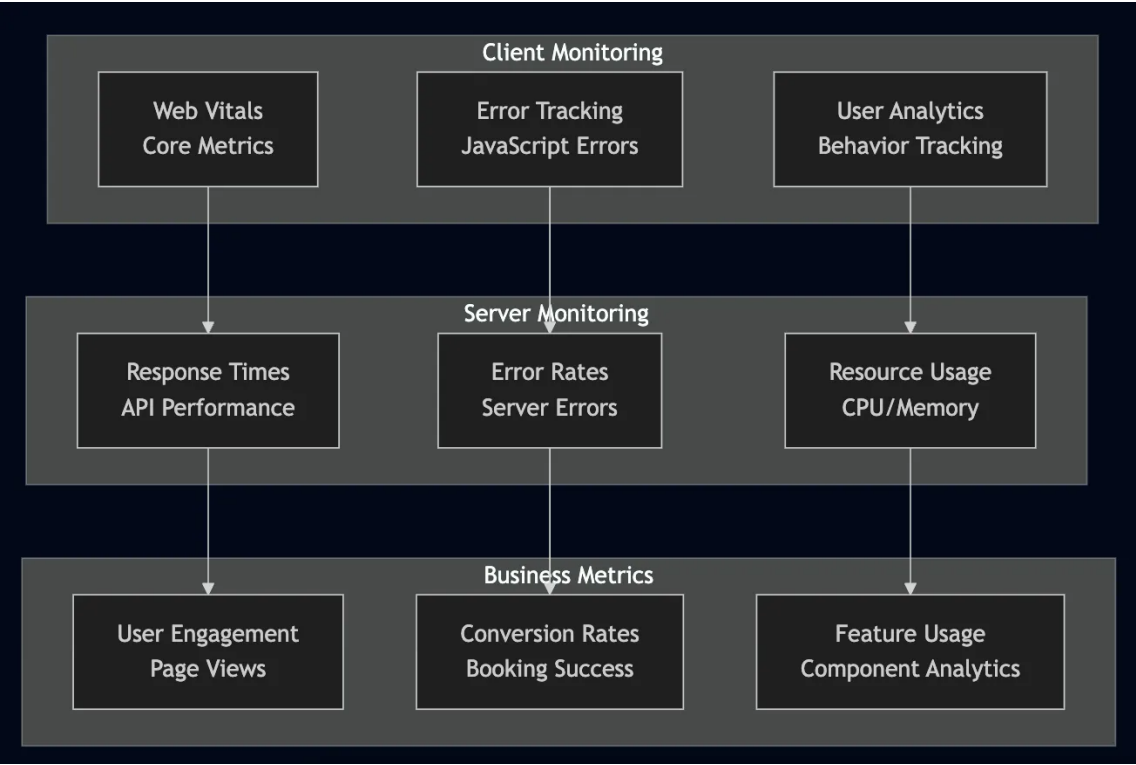 Client Monitoring
Web Vitals
Core Metrics
Error Tracking
JavaScript Errors
User Analytics
Behavior Tracking
Server Monitoring
Response Times
API Performance
Error Rates
Server Errors
Resource Usage
CPU/Memory
Business Metrics
User Engagement
Page Views
Conversion Rates
Booking Success
Feature Usage
Component Analytics